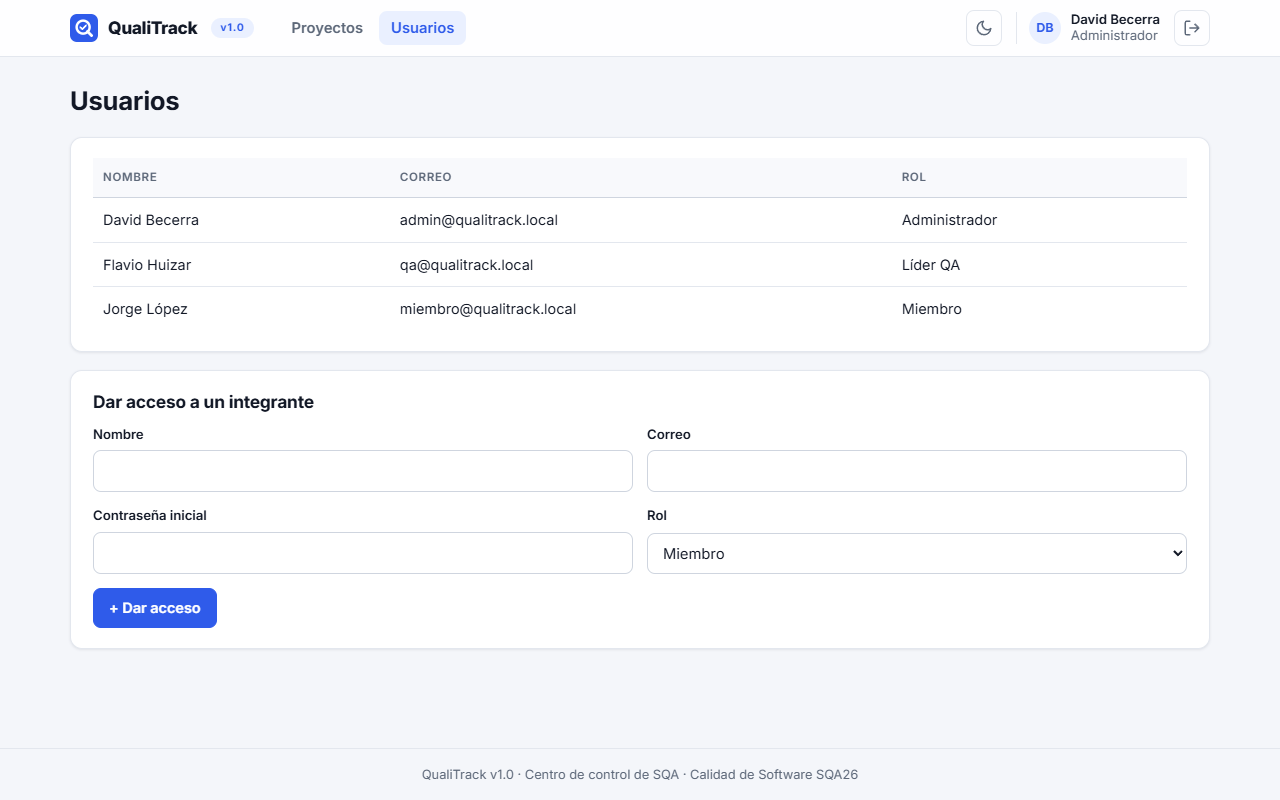 QualiTrack v1.0 Proyectos Usuarios DB David Becerra
Administrador
Usuarios
NOMBRE CORREO ROL
David Becerra admin@qualitrack.local Administrador
Flavio Huizar qa@qualitrack.local Líder QA
Jorge López miembro@qualitrack.local Miembro
Dar acceso a un integrante
Nombre Correo
Contraseña inicial Rol
Miembro
+ Dar acceso
QualiTrack v1.0 · Centro de control de SQA · Calidad de Software SQA26